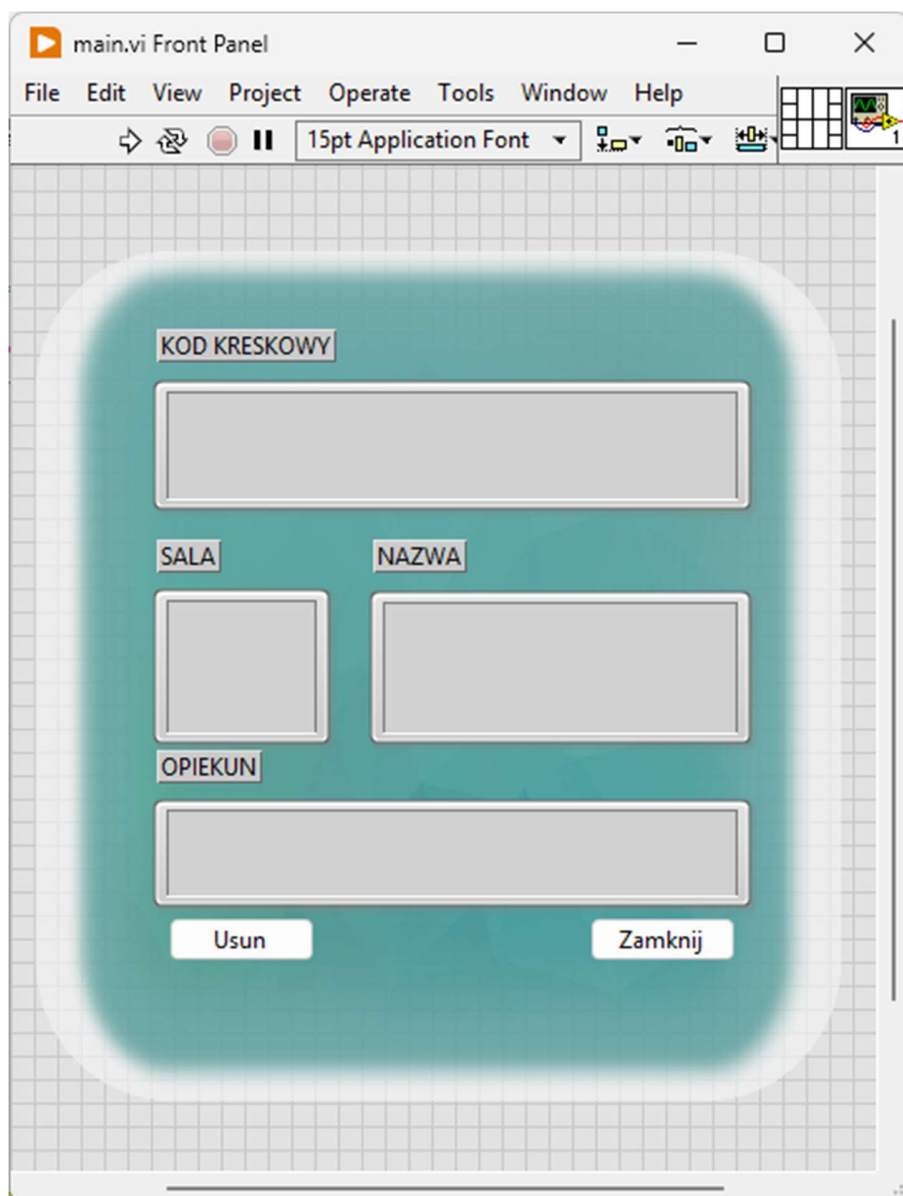 main.vi Front Panel
File Edit View Project Operate Tools Window Help
15pt Application Font
1
KOD KRESKOWY
SALA NAZWA
OPIEKUN
Usun Zamknij